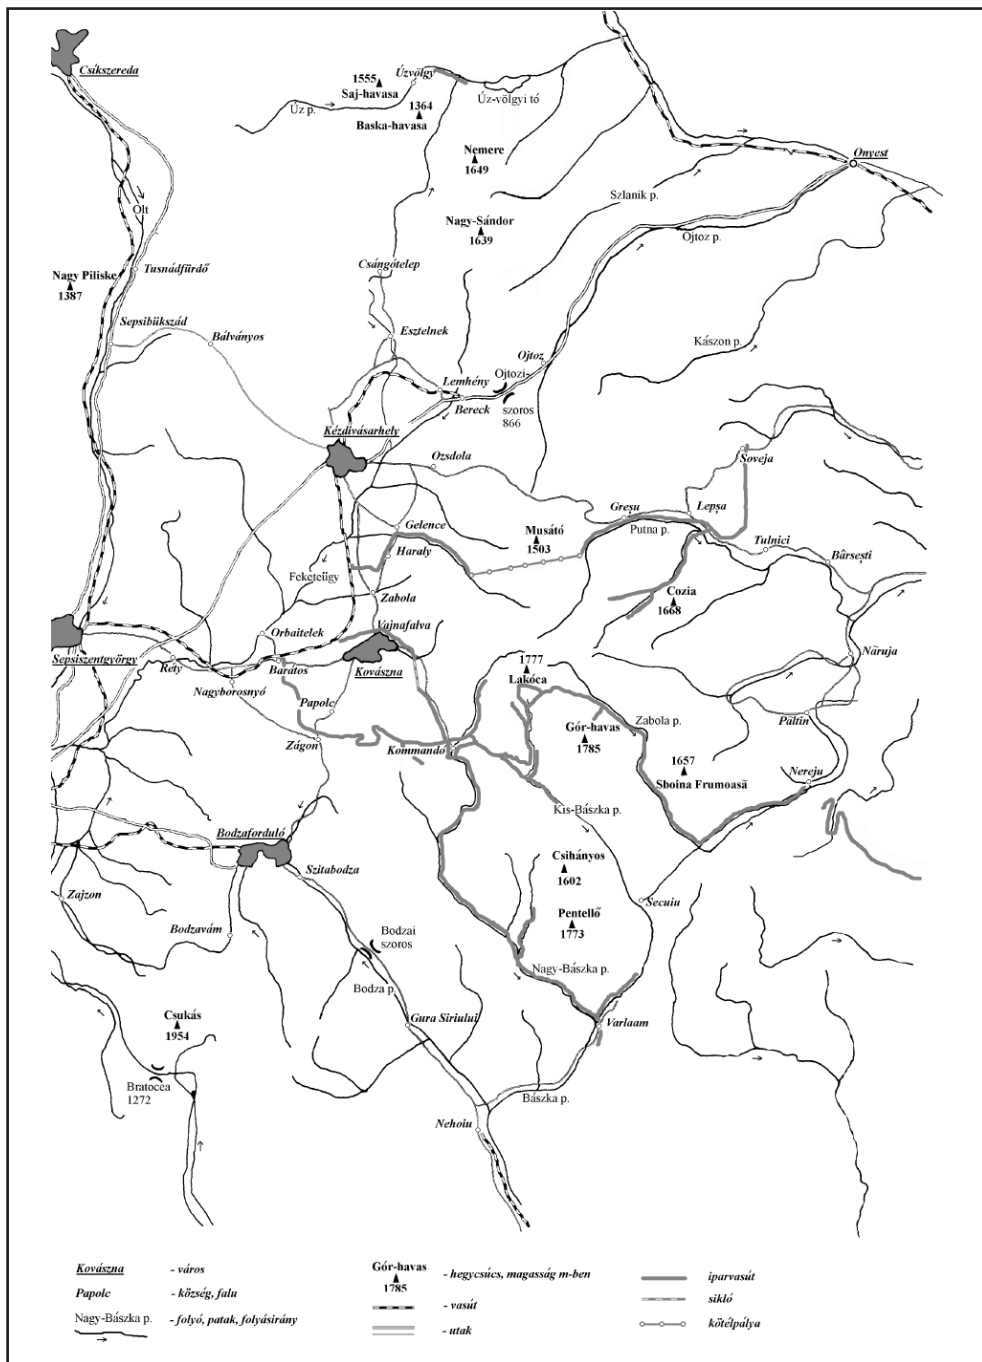 Csíkszereda
1555
Saj-havasa
Úzvölgy
Úz p.
1364
Baska-havasa
Úz-völgyi tó
Nemere
1649
Onyest
Szlanik p.
Olt
Nagy-Sándor
1639
Ojtoz p.
Csángótelep
Tusnádfürdő
Nagy Piliske
1387
Sepsibükszád
Bálványos
Esztelnek
Kászon p.
Ojtoz
Ojtozi-
szoros
866
Lemhény
Bereck
Kézdivásárhely
Ozsdola
Soveja
Greşu
Lepşa
Putna p.
Gelence
Musátó
1503
Haraly
Tulnici
Bârseşti
Feketeügy
Zabola
Cozia
1668
Orbaitelek
Vajnafalva
Sepsiszentgyörgy
Réty
Barátos
Kovászna
Năruja
Nagyborosnyó
1777
Lakóca
Papolc
Zabola p.
Păltin
Zágon
Kommandó
Gór-havas
1785
1657
Sboina Frumoasă
Nereju
Kis-Bászka p.
Bodzaforduló
Szitabodza
Csihányos
1602
Zajzon
Secuiu
Pentellő
1773
Bodzavám
Bodzai
szoros
Nagy-Bászka p.
Bodza p.
Csukás
1954
Gura Siriului
Varlaam
Bratocea
1272
Bászka p.
Nehoiu
Kovászna - város
Papolc - község, falu
Nagy-Bászka p. - folyó, patak, folyásirány
Gór-havas
1785
- hegycsúcs, magasság m-ben
- vasút
- utak
iparvasút
sikló
kötélpálya